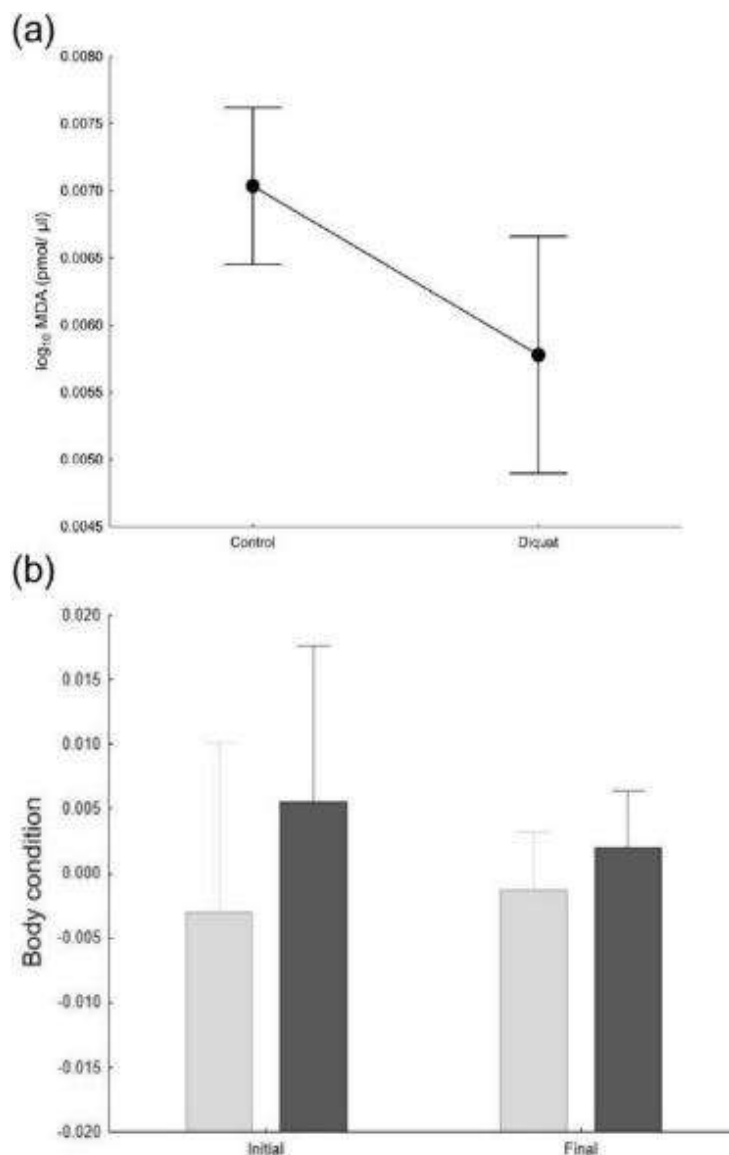 (a)
0.0080
0.0075
0.0070
0.0065
0.0060
0.0055
0.0050
0.0045
log₁₀ MDA (pmol/ µl)
Control Diquat
(b)
0.020
0.015
0.010
0.005
0.000
-0.005
-0.010
-0.015
-0.020
Body condition
Initial Final